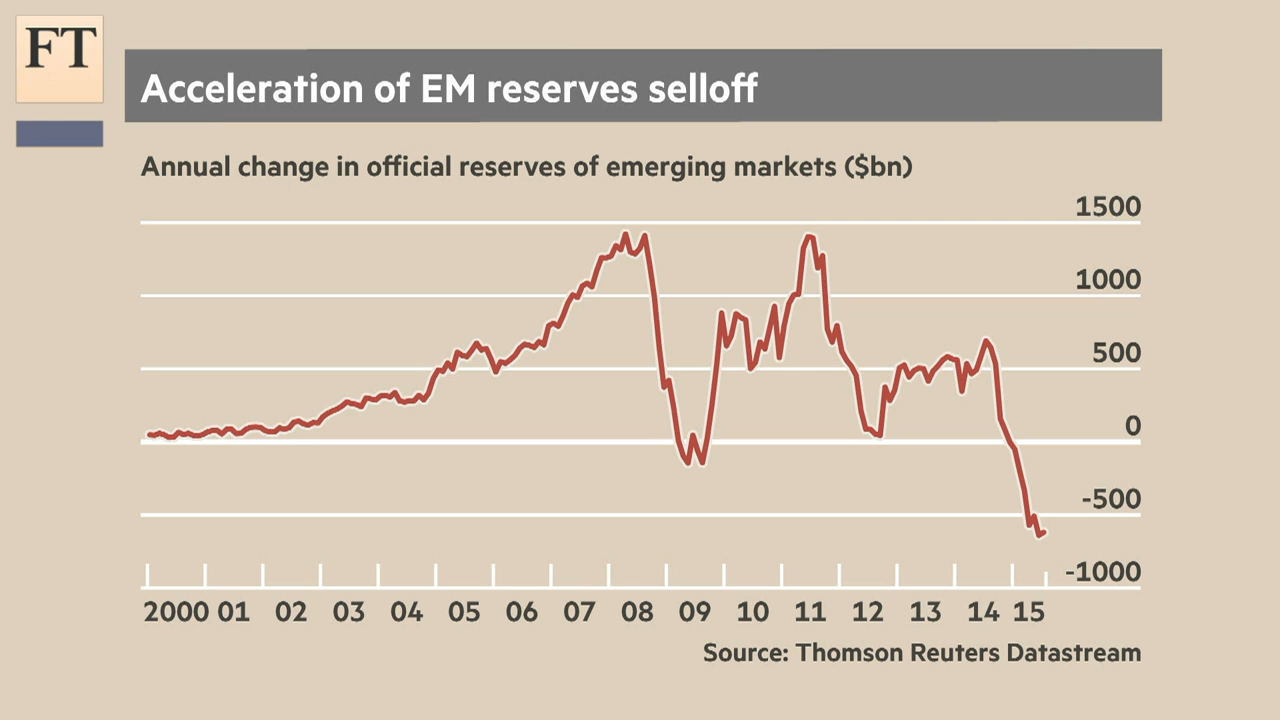 FT
Acceleration of EM reserves selloff
Annual change in official reserves of emerging markets ($bn)
1500
1000
500
0
-500
-1000
2000 01 02 03 04 05 06 07 08 09 10 11 12 13 14 15
Source: Thomson Reuters Datastream